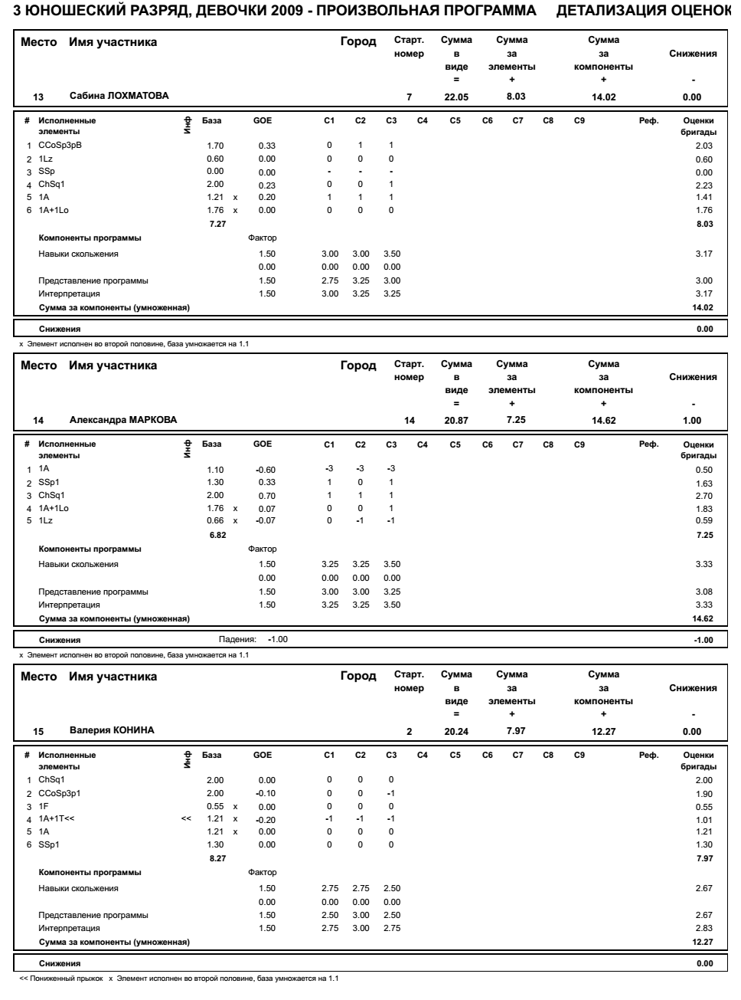 3 ЮНОШЕСКИЙ РАЗРЯД, ДЕВОЧКИ 2009 - ПРОИЗВОЛЬНАЯ ПРОГРАММА ДЕТАЛИЗАЦИЯ ОЦЕНОК
Место Имя участника Город Старт. Сумма Сумма Сумма
номер в за за Снижения
виде элементы компоненты
= + + -
13 Сабина ЛОХМАТОВА 7 22.05 8.03 14.02 0.00
# Исполненные Инф База GOE C1 C2 C3 C4 C5 C6 C7 C8 C9 Реф. Оценки
элементы бригады
1 CCoSp3pB 1.70 0.33 0 1 1 2.03
2 1Lz 0.60 0.00 0 0 0 0.60
3 SSp 0.00 0.00 - - - 0.00
4 ChSq1 2.00 0.23 0 0 1 2.23
5 1A 1.21 x 0.20 1 1 1 1.41
6 1A+1Lo 1.76 x 0.00 0 0 0 1.76
7.27 8.03
Компоненты программы Фактор
Навыки скольжения 1.50 3.00 3.00 3.50 3.17
0.00 0.00 0.00 0.00
Представление программы 1.50 2.75 3.25 3.00 3.00
Интерпретация 1.50 3.00 3.25 3.25 3.17
Сумма за компоненты (умноженная) 14.02
Снижения 0.00
x Элемент исполнен во второй половине, база умножается на 1.1
Место Имя участника Город Старт. Сумма Сумма Сумма
номер в за за Снижения
виде элементы компоненты
= + + -
14 Александра МАРКОВА 14 20.87 7.25 14.62 1.00
# Исполненные Инф База GOE C1 C2 C3 C4 C5 C6 C7 C8 C9 Реф. Оценки
элементы бригады
1 1A 1.10 -0.60 -3 -3 -3 0.50
2 SSp1 1.30 0.33 1 0 1 1.63
3 ChSq1 2.00 0.70 1 1 1 2.70
4 1A+1Lo 1.76 x 0.07 0 0 1 1.83
5 1Lz 0.66 x -0.07 0 -1 -1 0.59
6.82 7.25
Компоненты программы Фактор
Навыки скольжения 1.50 3.25 3.25 3.50 3.33
0.00 0.00 0.00 0.00
Представление программы 1.50 3.00 3.00 3.25 3.08
Интерпретация 1.50 3.25 3.25 3.50 3.33
Сумма за компоненты (умноженная) 14.62
Снижения Падения: -1.00 -1.00
x Элемент исполнен во второй половине, база умножается на 1.1
Место Имя участника Город Старт. Сумма Сумма Сумма
номер в за за Снижения
виде элементы компоненты
= + + -
15 Валерия КОНИНА 2 20.24 7.97 12.27 0.00
# Исполненные Инф База GOE C1 C2 C3 C4 C5 C6 C7 C8 C9 Реф. Оценки
элементы бригады
1 ChSq1 2.00 0.00 0 0 0 2.00
2 CCoSp3p1 2.00 -0.10 0 0 -1 1.90
3 1F 0.55 x 0.00 0 0 0 0.55
4 1A+1T<< << 1.21 x -0.20 -1 -1 -1 1.01
5 1A 1.21 x 0.00 0 0 0 1.21
6 SSp1 1.30 0.00 0 0 0 1.30
8.27 7.97
Компоненты программы Фактор
Навыки скольжения 1.50 2.75 2.75 2.50 2.67
0.00 0.00 0.00 0.00
Представление программы 1.50 2.50 3.00 2.50 2.67
Интерпретация 1.50 2.75 3.00 2.75 2.83
Сумма за компоненты (умноженная) 12.27
Снижения 0.00
<< Пониженный прыжок x Элемент исполнен во второй половине, база умножается на 1.1